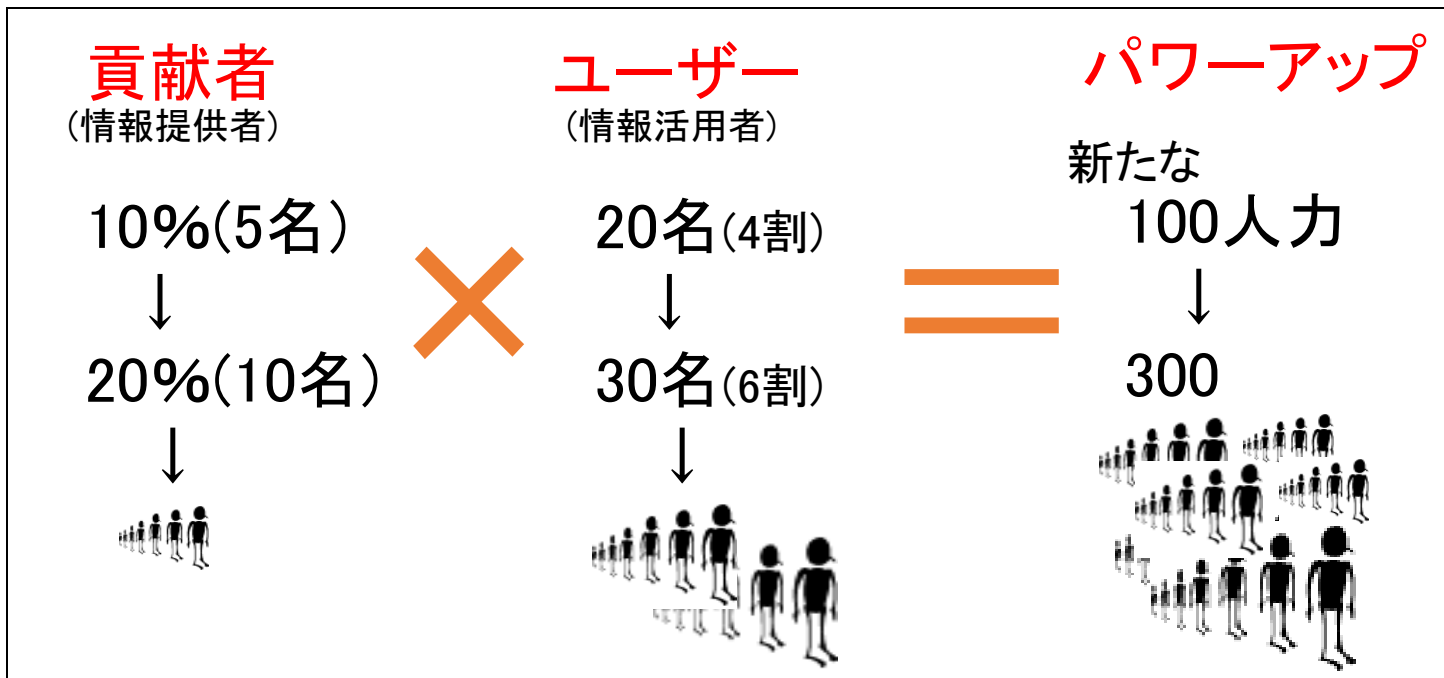 貢献者
(情報提供者)
10%(5名)
↓
20%(10名)
↓
×
ユーザー
(情報活用者)
20名(4割)
↓
30名(6割)
↓
=
パワーアップ
新たな
100人力
↓
300